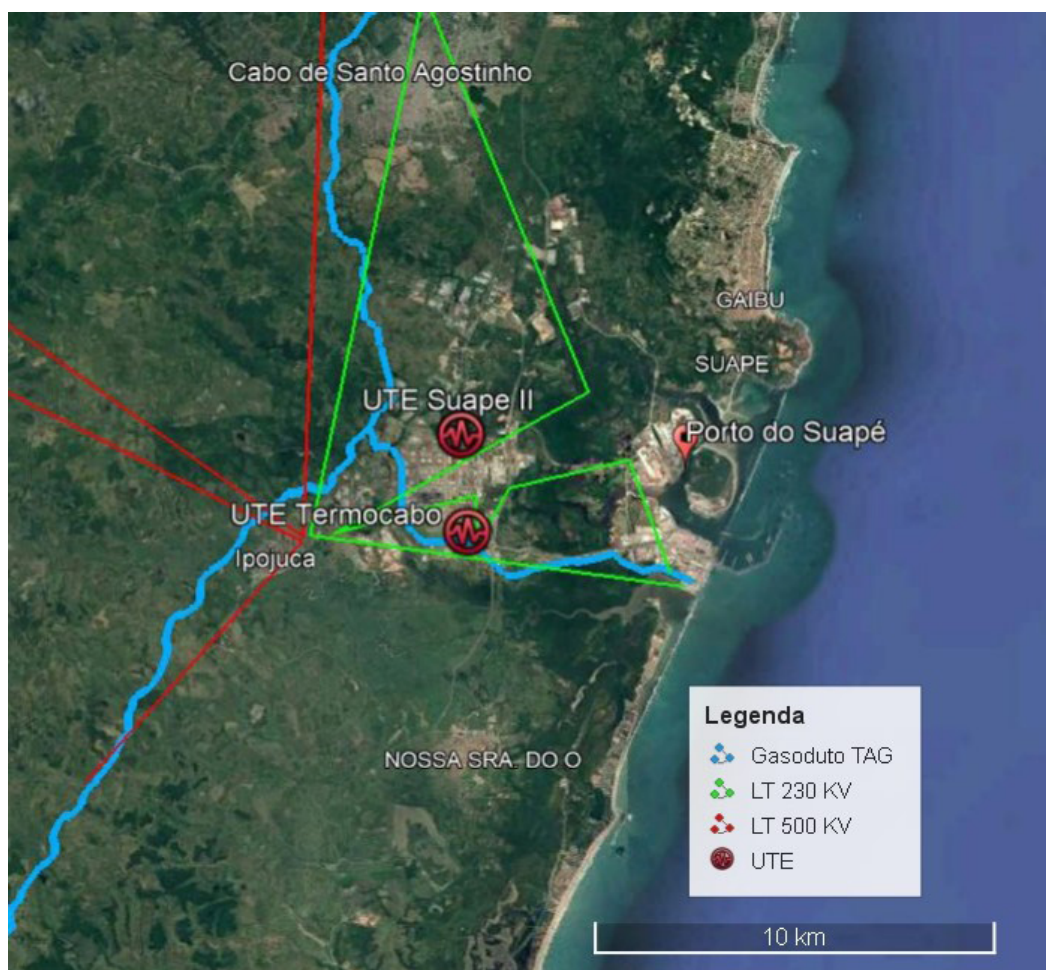 Cabo de Santo Agostinho
GAIBU
SUAPE
UTE Suape II
Porto do Suapé
UTE Termocabo
Ipojuca
NOSSA SRA. DO O
Legenda
Gasoduto TAG
LT 230 KV
LT 500 KV
UTE
10 km